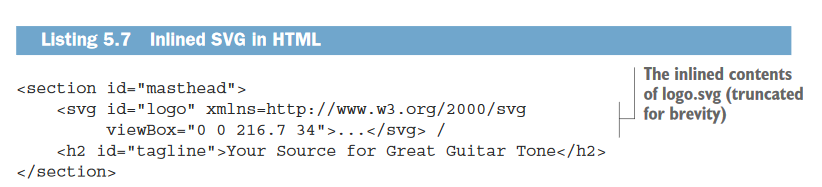 Listing 5.7 Inlined SVG in HTML
<section id="masthead">
<svg id="logo" xmlns=http://www.w3.org/2000/svg
viewBox="0 0 216.7 34">...</svg> /
<h2 id="tagline">Your Source for Great Guitar Tone</h2>
</section>
The inlined contents
of logo.svg (truncated
for brevity)